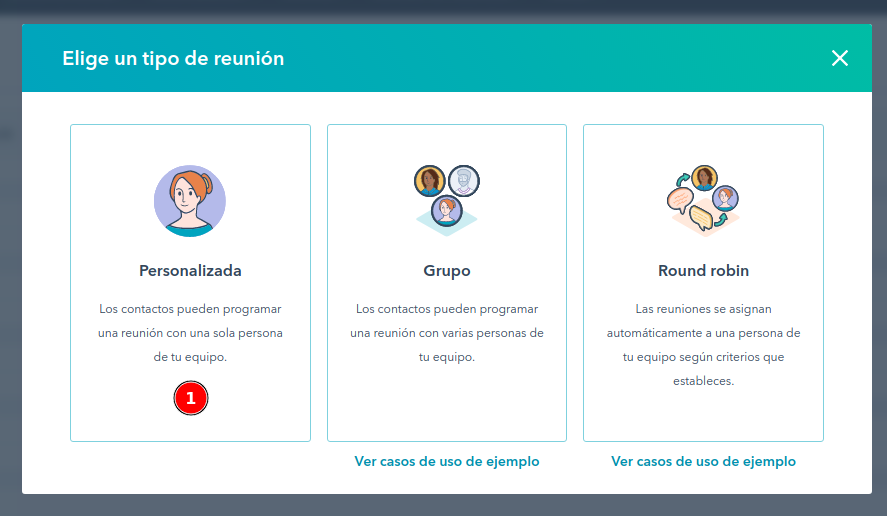 Elige un tipo de reunión
Personalizada
Los contactos pueden programar
una reunión con una sola persona
de tu equipo.
1
Grupo
Los contactos pueden programar
una reunión con varias personas de
tu equipo.
Ver casos de uso de ejemplo
Round robin
Las reuniones se asignan
automáticamente a una persona de
tu equipo según criterios que
estableces.
Ver casos de uso de ejemplo